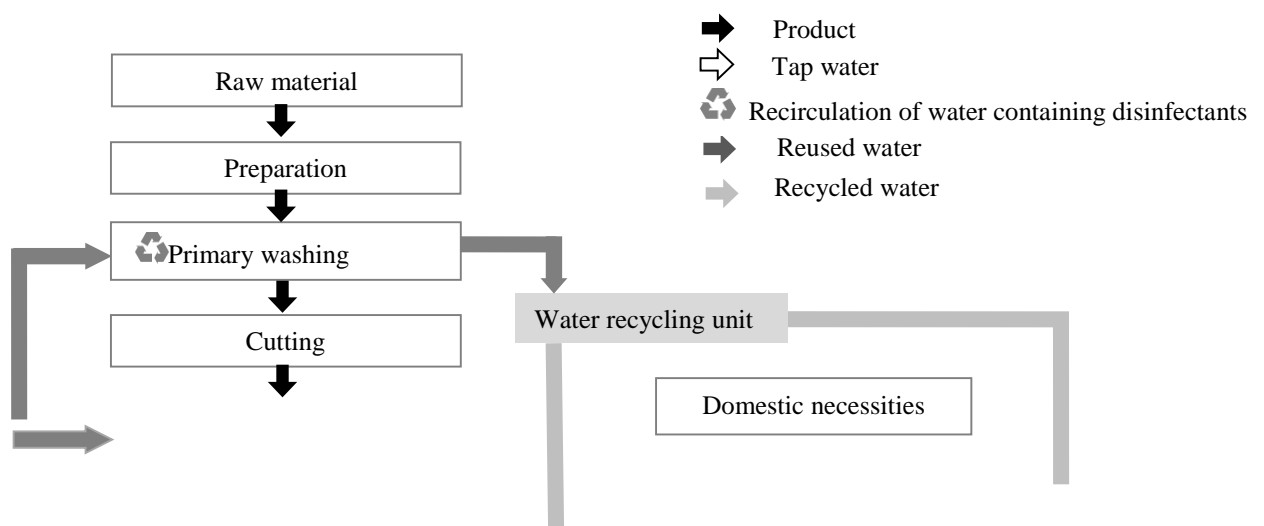 Product
Tap water
Recirculation of water containing disinfectants
Reused water
Recycled water
Raw material
Preparation
Primary washing
Cutting
Water recycling unit
Domestic necessities